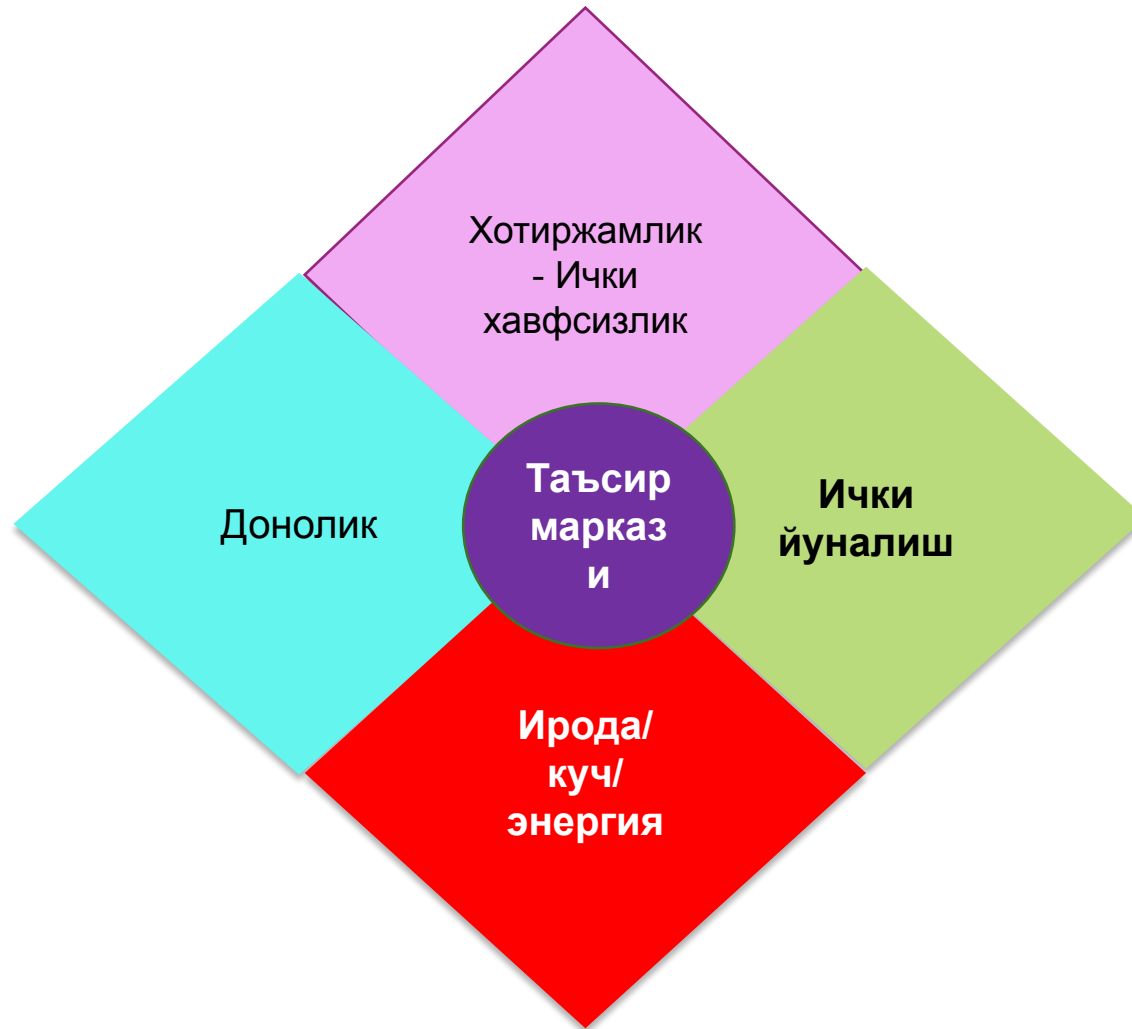 Хотиржамлик
- Ички
хавфсизлик
Донолик
Таъсир
марказ
и
Ички
йуналиш
Ирода/
куч/
энергия